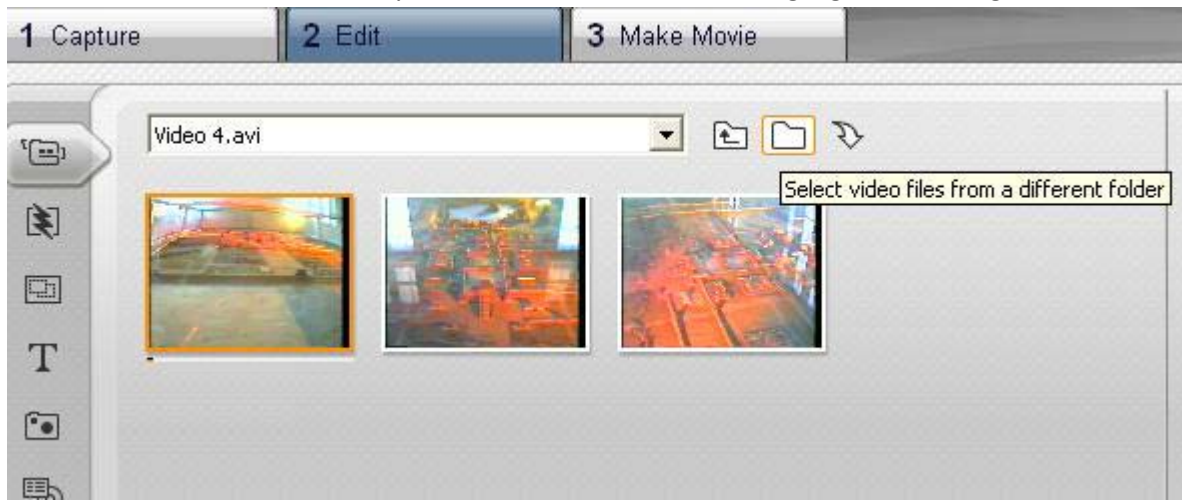 1 Capture
2 Edit
3 Make Movie
Video 4.avi
Select video files from a different folder
T